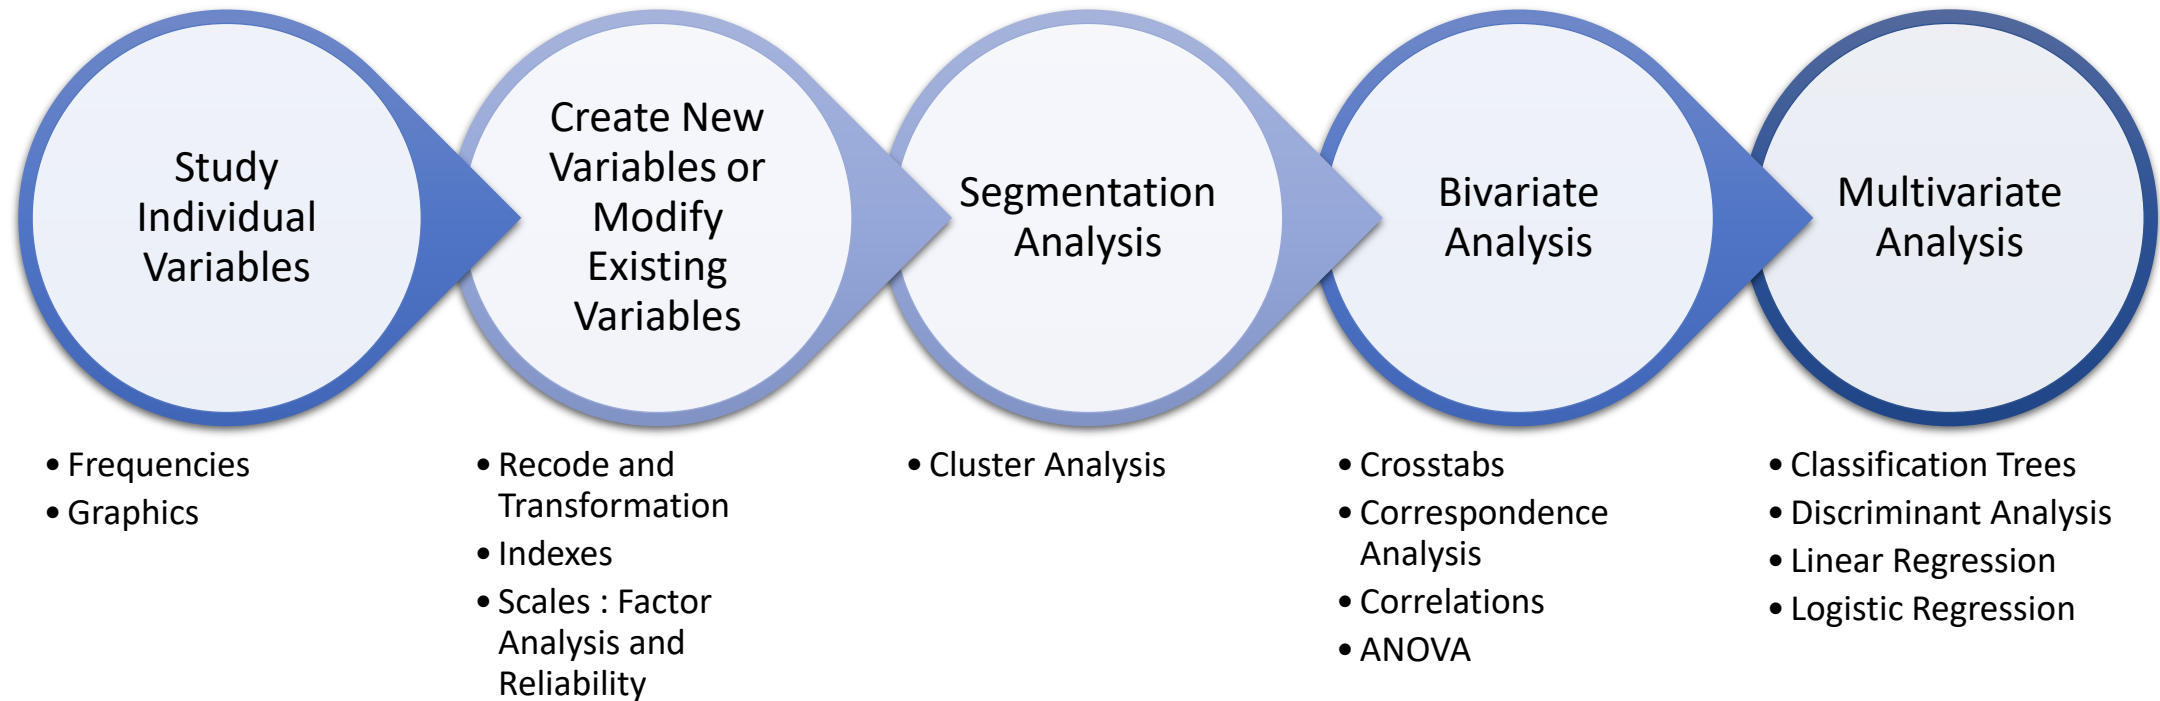 Study
Individual
Variables
Create New
Variables or
Modify
Existing
Variables
Segmentation
Analysis
Bivariate
Analysis
Multivariate
Analysis
• Frequencies
• Graphics
• Recode and
Transformation
• Indexes
• Scales : Factor
Analysis and
Reliability
• Cluster Analysis
• Crosstabs
• Correspondence
Analysis
• Correlations
• ANOVA
• Classification Trees
• Discriminant Analysis
• Linear Regression
• Logistic Regression